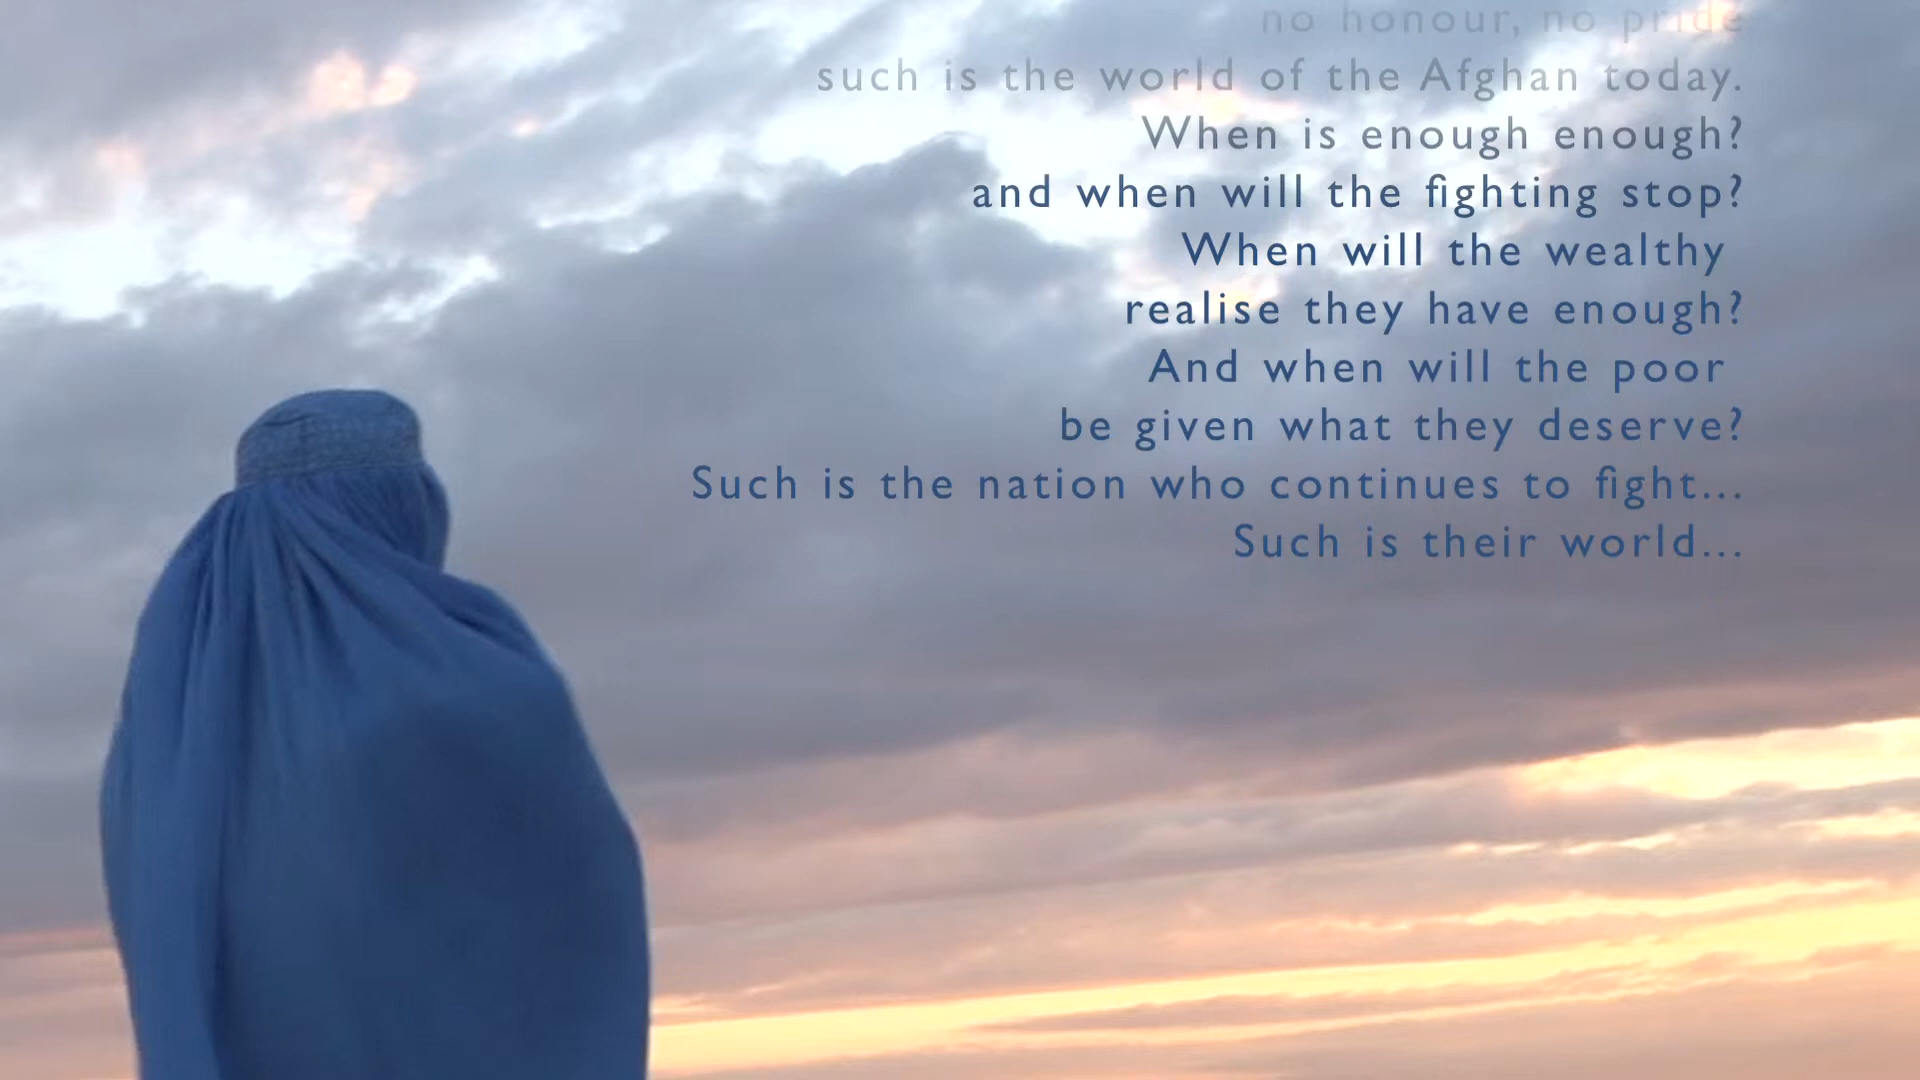 no honour, no pride
such is the world of the Afghan today.
When is enough enough?
and when will the fighting stop?
When will the wealthy
realise they have enough?
And when will the poor
be given what they deserve?
Such is the nation who continues to fight...
Such is their world...